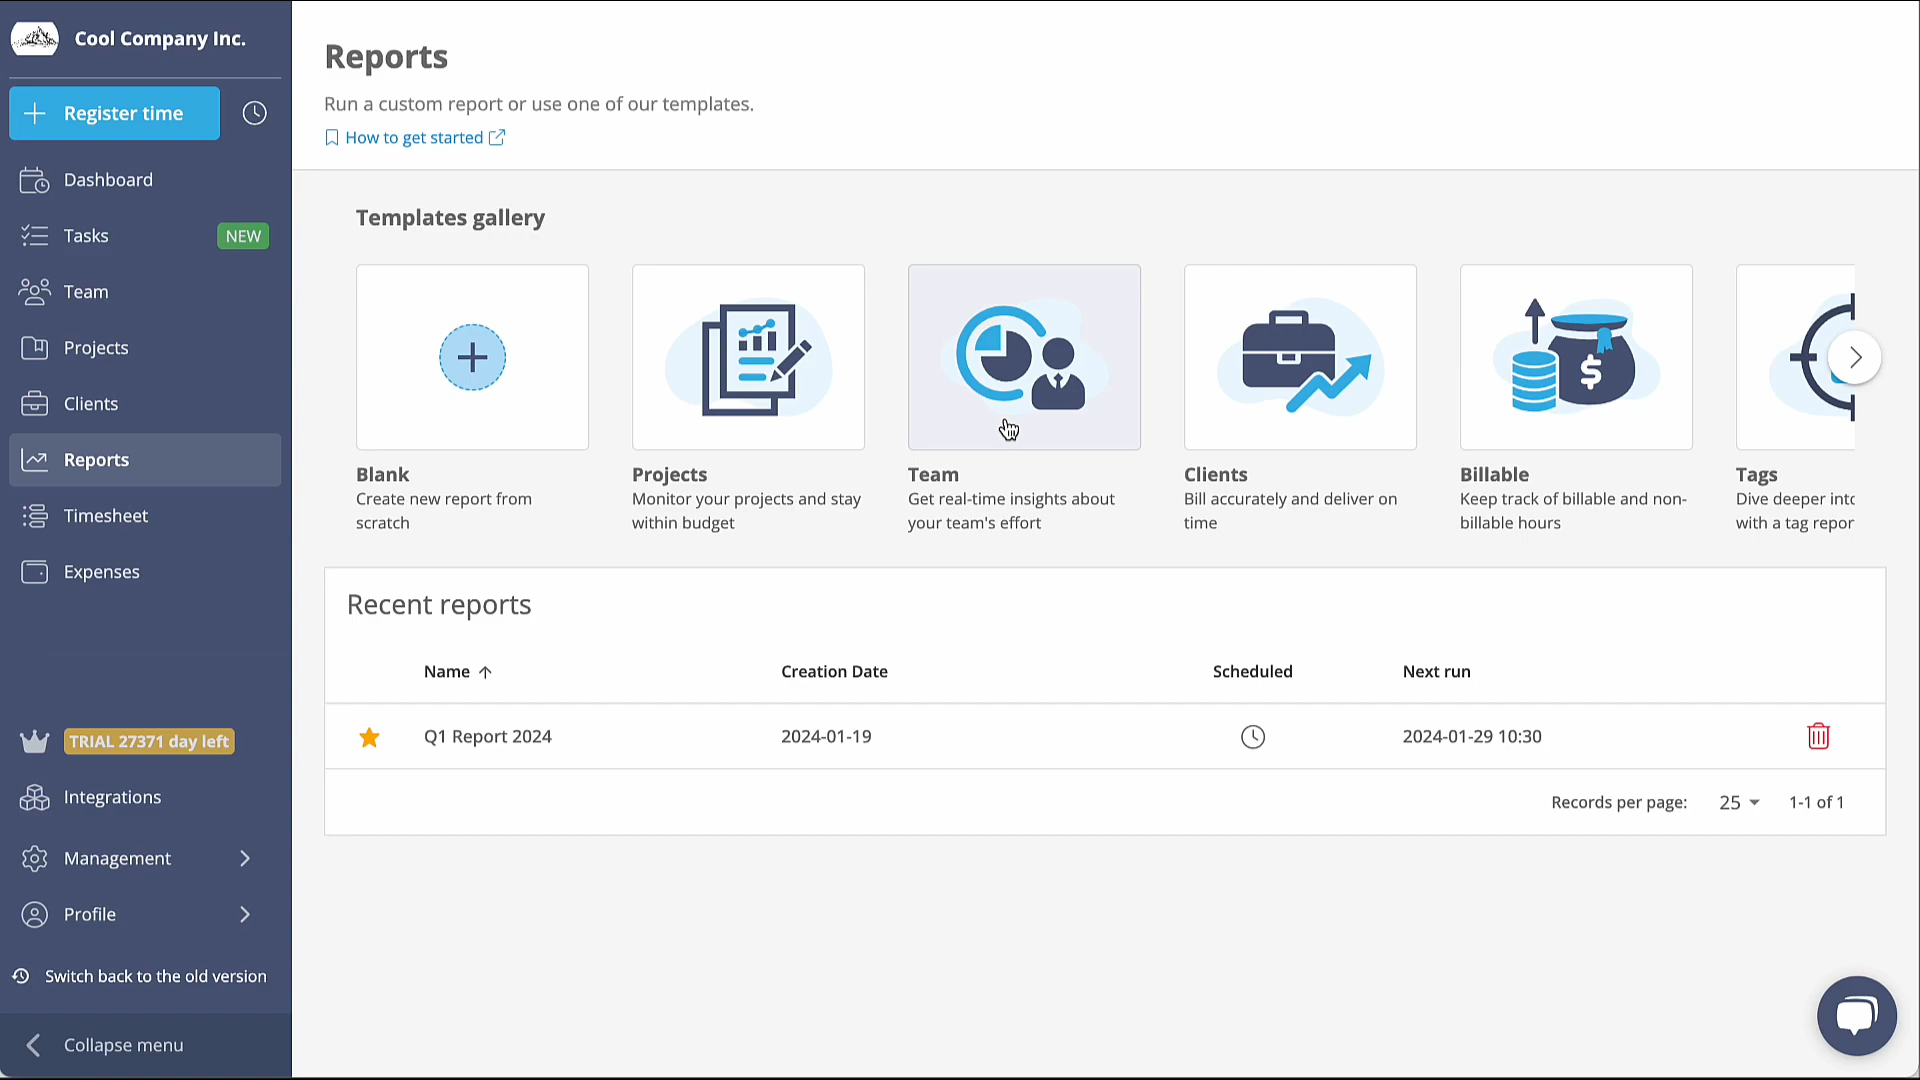 Cool Company Inc.
Register time
Dashboard
Tasks NEW
Team
Projects
Clients
Reports
Timesheet
Expenses
TRIAL 27371 day left
Integrations
Management
Profile
Switch back to the old version
Collapse menu
Reports
Run a custom report or use one of our templates.
How to get started
Templates gallery
Blank
Create new report from
scratch
Projects
Monitor your projects and stay
within budget
Team
Get real-time insights about
your team's effort
Clients
Bill accurately and deliver on
time
$
Billable
Keep track of billable and non-
billable hours
Tags
Dive deeper
with a tag
Recent reports
Name Creation Date Scheduled Next run
Q1 Report 2024 2024-01-19 2024-01-29 10:30
Records per page: 25 1-1 of 1